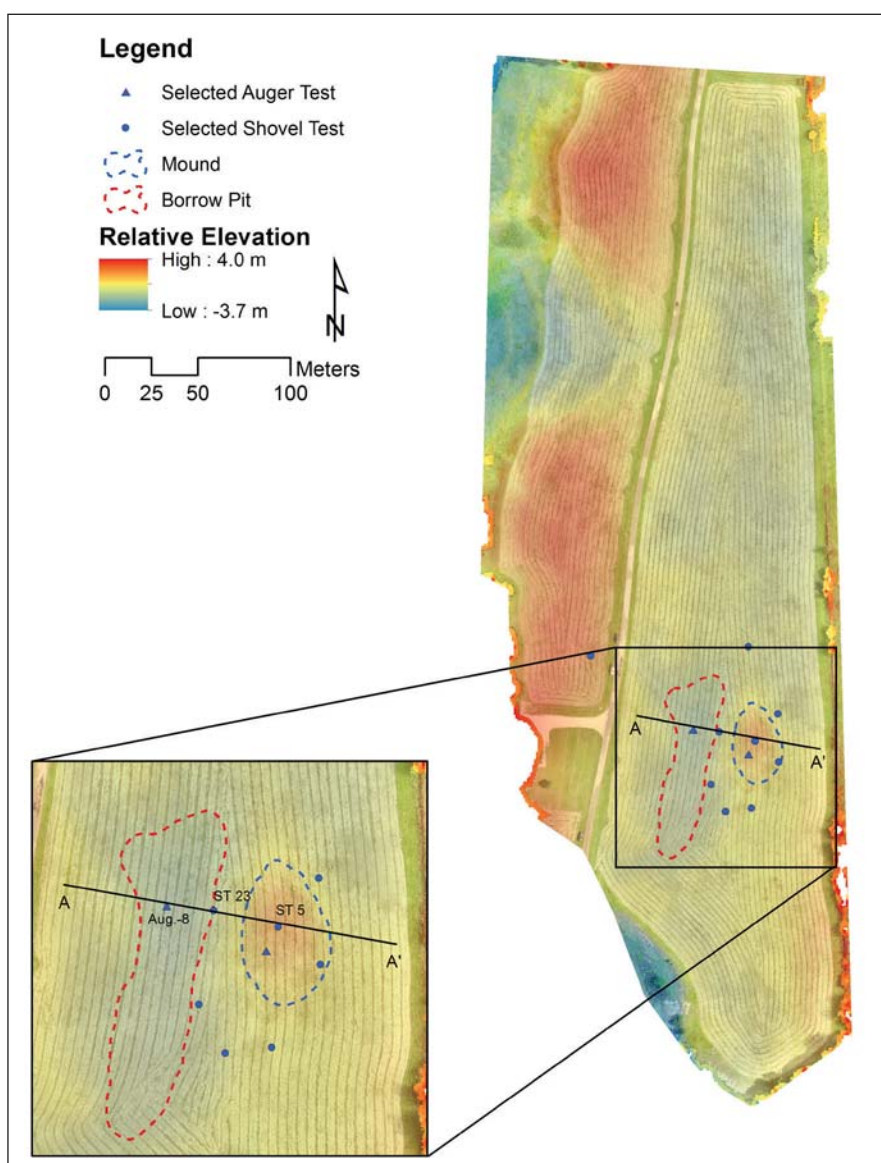 Legend
Selected Auger Test
Selected Shovel Test
Mound
Borrow Pit
Relative Elevation
High : 4.0 m
Low : -3.7 m
N
Meters
0 25 50 100
A
A'
A
Aug.-8
ST 23
ST 5
A'